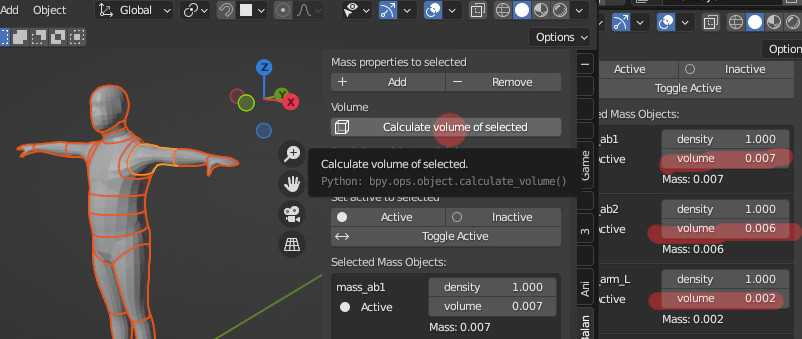 Add Object Global
Options
Z
Y
X
Mass properties to selected
+ Add − Remove
Volume
Calculate volume of selected
Calculate volume of selected.
Python: bpy.ops.object.calculate_volume()
Set active to selected
Active Inactive
Toggle Active
Selected Mass Objects:
mass_ab1 density 1.000
Active volume 0.007
Mass: 0.007
Game
3
Ani
Balan
Option
Active Inactive
Toggle Active
ed Mass Objects:
_ab1 density 1.000
Active volume 0.007
Mass: 0.007
_ab2 density 1.000
Active volume 0.006
Mass: 0.006
_arm_L density 1.000
Active volume 0.002
Mass: 0.002